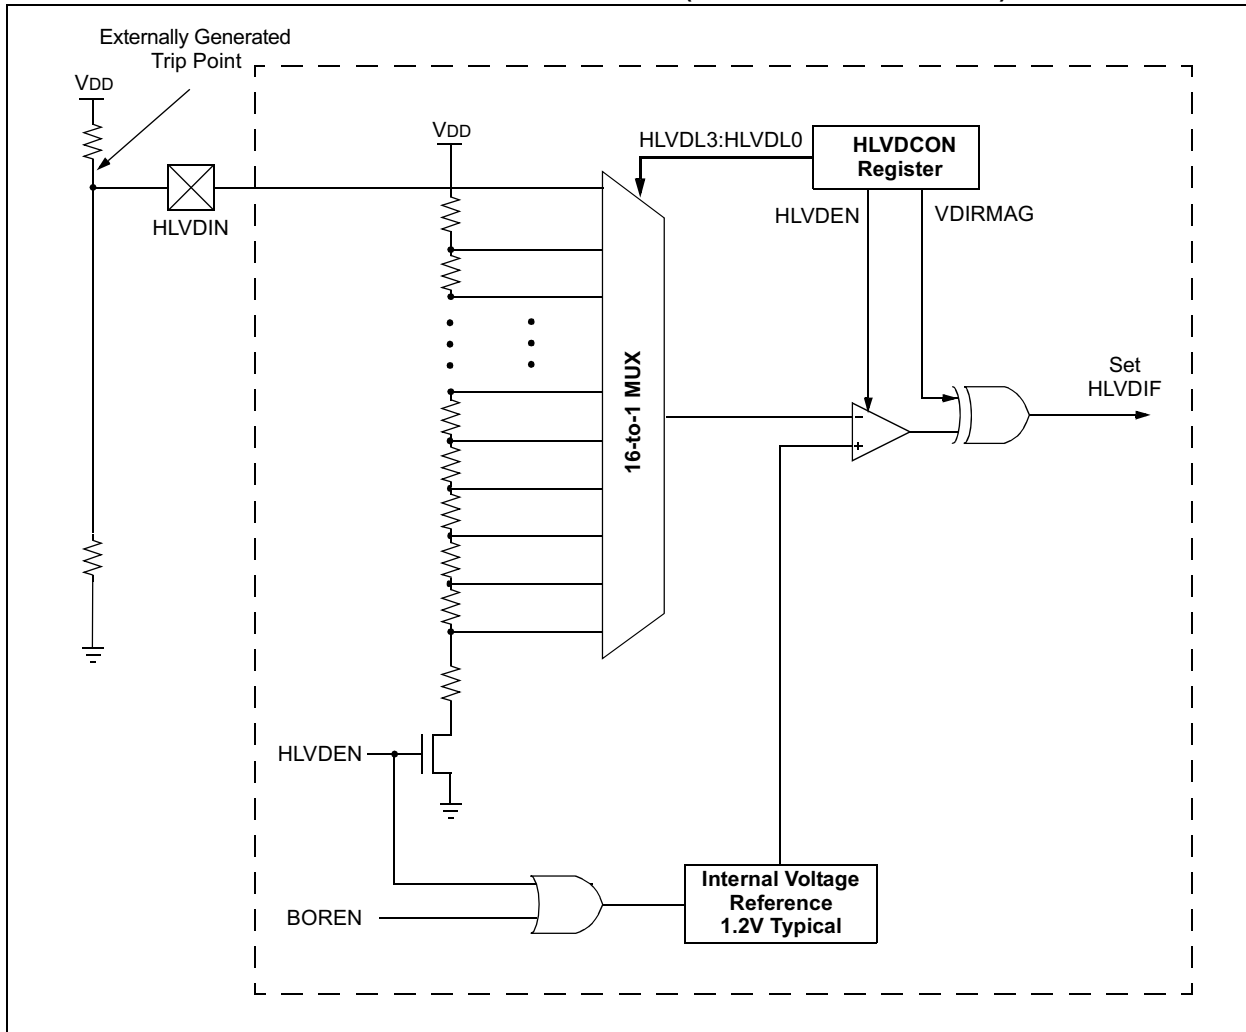 Externally Generated
Trip Point
VDD
VDD
HLVDL3:HLVDL0
HLVDCON
Register
HLVDIN
HLVDEN
VDIRMAG
16-to-1 MUX
Set
HLVDIF
–
+
HLVDEN
BOREN
Internal Voltage
Reference
1.2V Typical